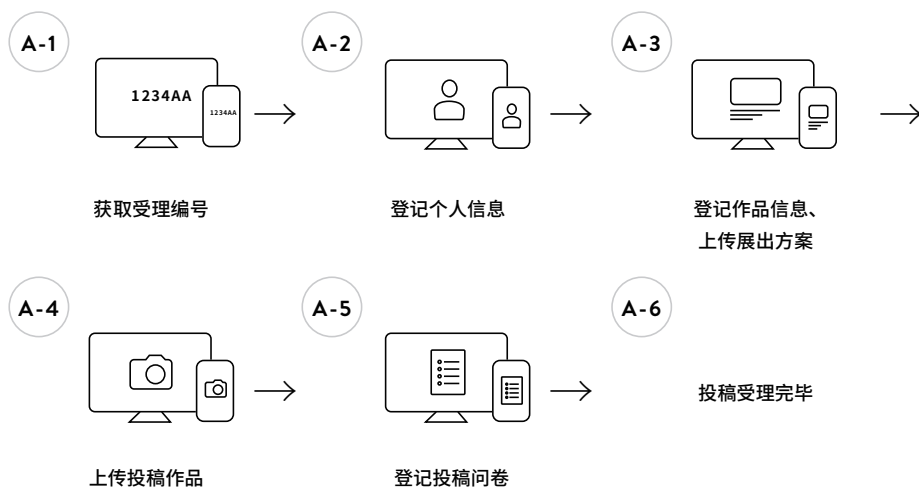 A-1
A-2
A-3
1234AA
1234AA
获取受理编号
登记个人信息
登记作品信息、
上传展出方案
A-4
A-5
A-6
上传投稿作品
登记投稿问卷
投稿受理完毕